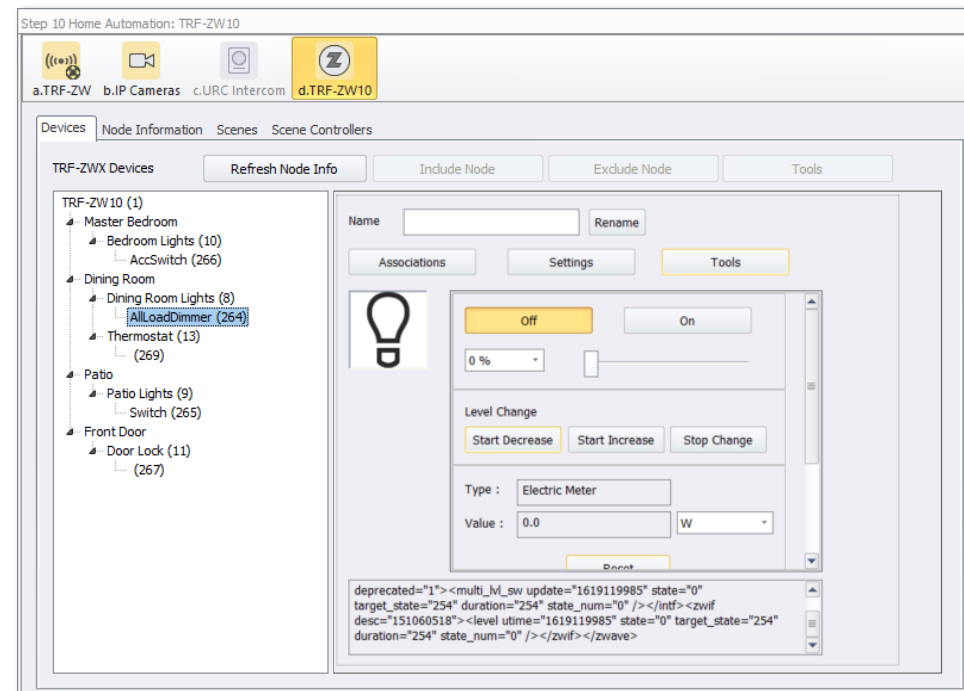 Step 10 Home Automation: TRF-ZW10
a.TRF-ZW b.IP Cameras c.URC Intercom d.TRF-ZW10
Devices Node Information Scenes Scene Controllers
TRF-ZWX Devices Refresh Node Info Include Node Exclude Node Tools
TRF-ZW10 (1)
Master Bedroom
Bedroom Lights (10)
AccSwitch (266)
Dining Room
Dining Room Lights (8)
AllLoadDimmer (264)
Thermostat (13)
(269)
Patio
Patio Lights (9)
Switch (265)
Front Door
Door Lock (11)
(267)
Name Rename
Associations Settings Tools
Off On
0 %
Level Change
Start Decrease Start Increase Stop Change
Type : Electric Meter
Value : 0.0 W
Reset
deprecated="1"><multi_lvl_sw update="1619119985" state="0"
target_state="254" duration="254" state_num="0" /></intf><zwif
desc="151060518"><level utime="1619119985" state="0" target_state="254"
duration="254" state_num="0" /></zwif></zwave>